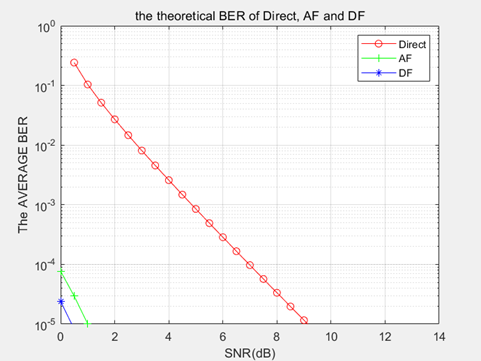 the theoretical BER of Direct, AF and DF
Direct
AF
DF
The AVERAGE BER
10^0
10^-1
10^-2
10^-3
10^-4
10^-5
0 2 4 6 8 10 12 14
SNR(dB)